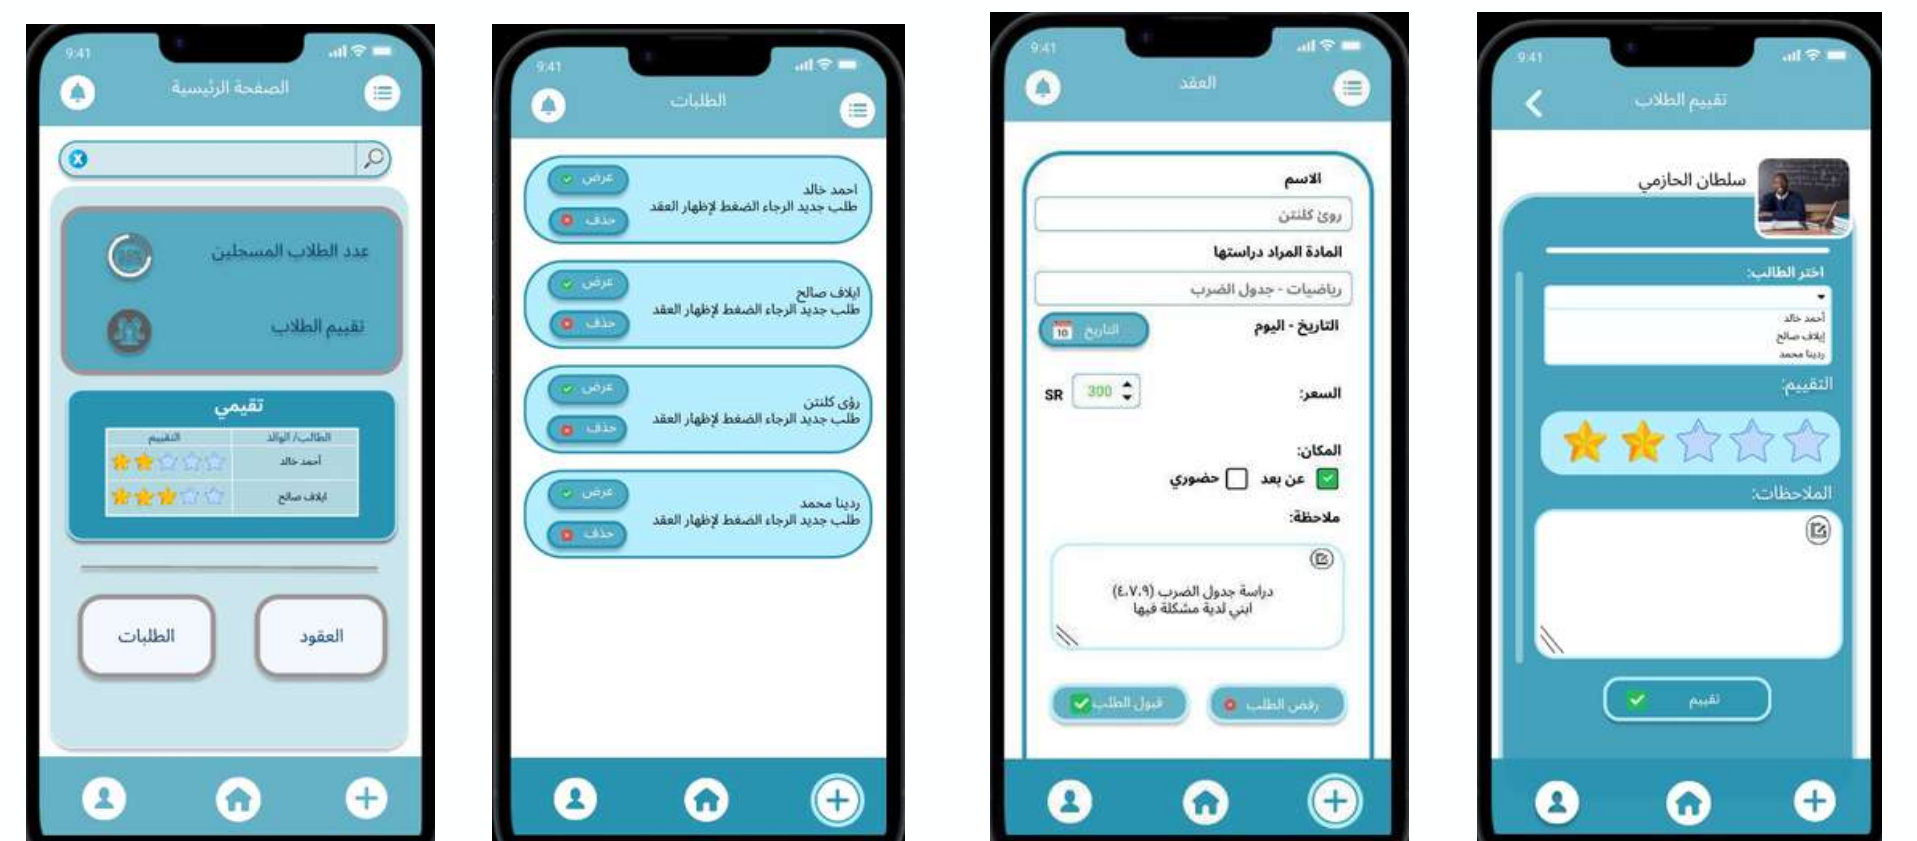 9:41
الصفحة الرئيسية
x
عدد الطلاب المسجلين
تقييم الطلاب
تقيمي
الطالب/ الوالد التقييم
أحمد خالد
ايلاف صالح
العقود
الطلبات
9:41
الطلبات
احمد خالد
طلب جديد الرجاء الضغط لإظهار العقد
عرض
حذف
ايلاف صالح
طلب جديد الرجاء الضغط لإظهار العقد
عرض
حذف
رؤى كلنتن
طلب جديد الرجاء الضغط لإظهار العقد
عرض
حذف
ردينا محمد
طلب جديد الرجاء الضغط لإظهار العقد
عرض
حذف
9:41
العقد
الاسم
روئ كلنتن
المادة المراد دراستها
رياضيات - جدول الضرب
التاريخ - اليوم
التاريخ 10
السعر:
300 SR
المكان:
عن بعد
حضوري
ملاحظة:
دراسة جدول الضرب (٤،٧،٩)
ابني لدية مشكلة فيها
رفض الطلب
قبول الطلب
9:41
تقييم الطلاب
سلطان الحازمي
اختر الطالب:
أحمد خالد
إيلاف صالح
ردينا محمد
التقييم:
الملاحظات:
تقييم